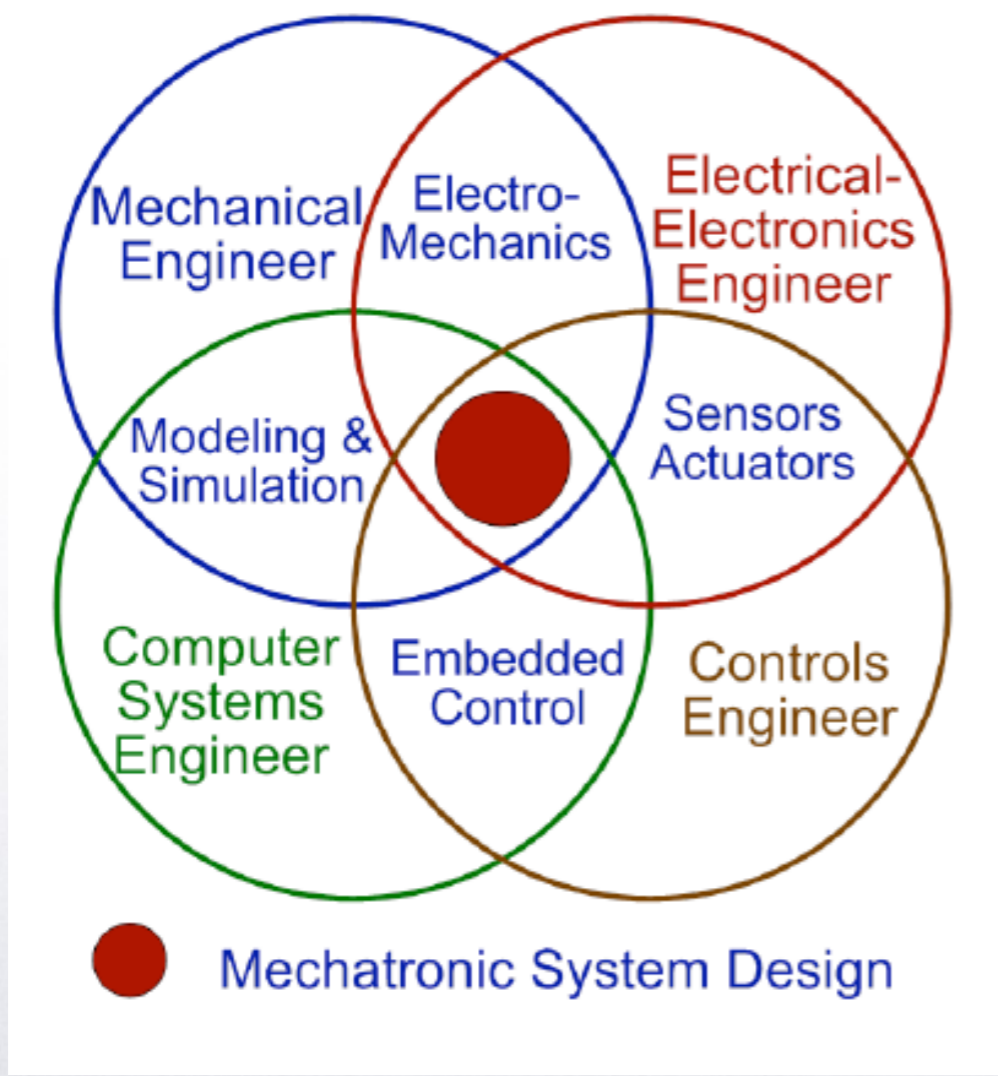 Mechanical
Engineer
Electro-
Mechanics
Electrical-
Electronics
Engineer
Modeling &
Simulation
Sensors
Actuators
Computer
Systems
Engineer
Embedded
Control
Controls
Engineer
Mechatronic System Design